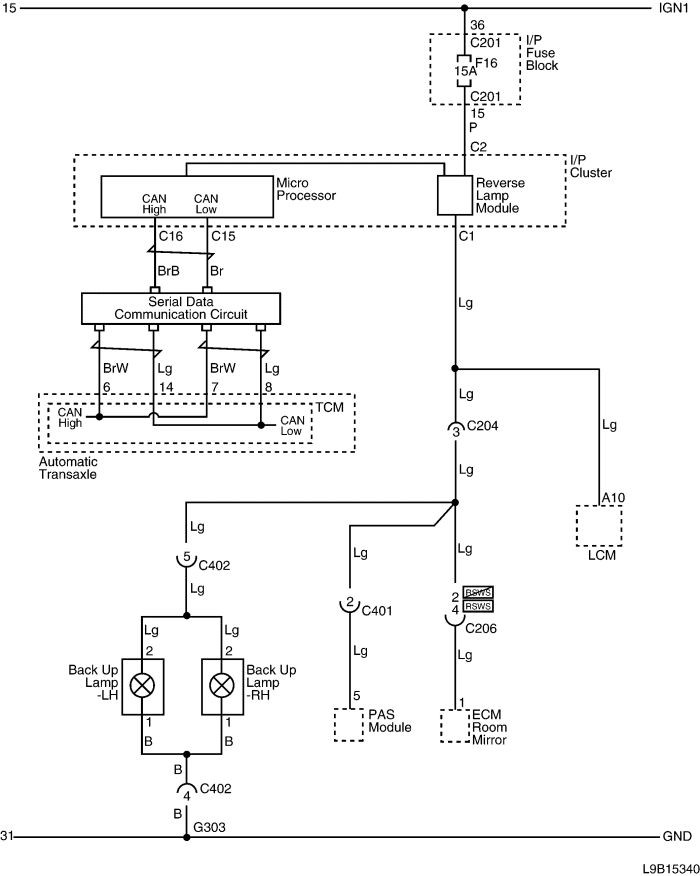 15
IGN1
36
C201
I/P
Fuse
Block
F16
15A
C201
15
P
C2
I/P
Cluster
Micro
Processor
CAN
High
CAN
Low
Reverse
Lamp
Module
C16
C15
C1
BrB
Br
Serial Data
Communication Circuit
Lg
BrW
Lg
BrW
Lg
6
14
7
8
TCM
CAN
High
CAN
Low
Automatic
Transaxle
Lg
3
C204
Lg
Lg
A10
LCM
Lg
5
C402
Lg
Lg
2
C401
Lg
5
PAS
Module
Lg
2
RSWS
4
RSWS
C206
Lg
1
ECM
Room
Mirror
Lg
Lg
2
2
Back Up
Lamp
-LH
Back Up
Lamp
-RH
1
1
B
B
B
4
C402
B
G303
31
GND
L9B15340